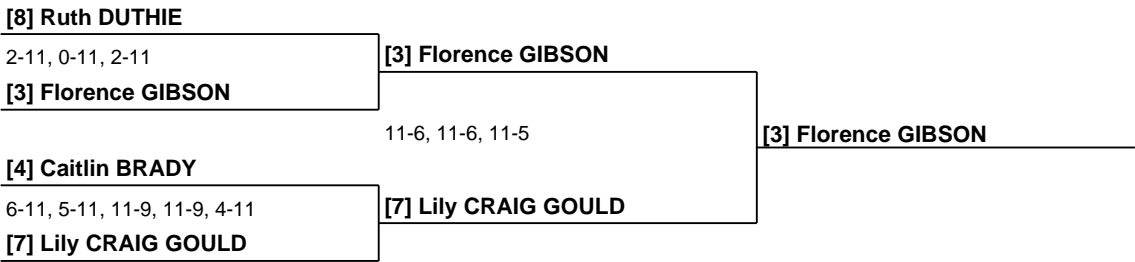 [8] Ruth DUTHIE
2-11, 0-11, 2-11
[3] Florence GIBSON
[3] Florence GIBSON
11-6, 11-6, 11-5
[3] Florence GIBSON
[4] Caitlin BRADY
6-11, 5-11, 11-9, 11-9, 4-11
[7] Lily CRAIG GOULD
[7] Lily CRAIG GOULD